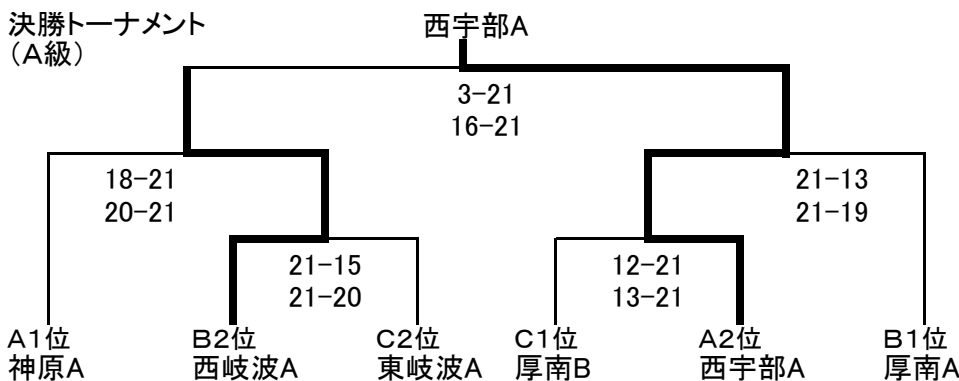 決勝トーナメント
（A級）
西宇部A
3-21
16-21
18-21
20-21
21-13
21-19
21-15
21-20
12-21
13-21
A1位
神原A
B2位
西岐波A
C2位
東岐波A
C1位
厚南B
A2位
西宇部A
B1位
厚南A